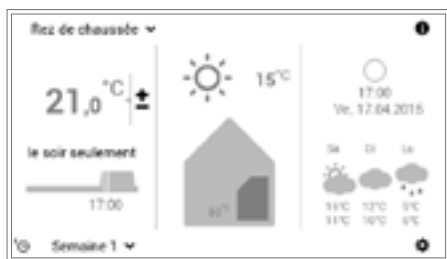 Rez de chaussée
21,0 °C ±
le soir seulement
17:00
Semaine 1
15°C
17:00
Ve, 17.04.2015
Sa Di Lu
12°C